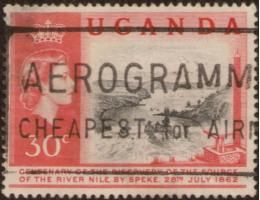 UGANDA
AEROGRAMM
CHEAPEST for AIR
30c
CENTENARY OF THE DISCOVERY OF THE SOURCE
OF THE RIVER NILE BY SPEKE. 28TH JULY 1862